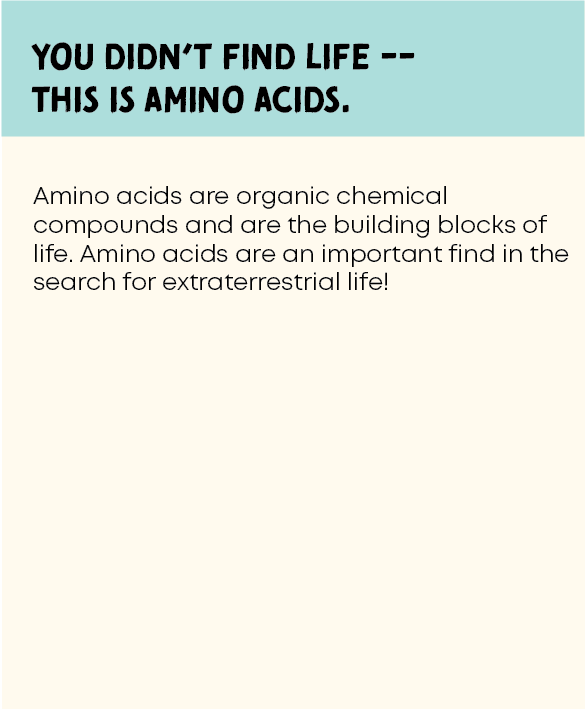 YOU DIDN'T FIND LIFE --
THIS IS AMINO ACIDS.
Amino acids are organic chemical
compounds and are the building blocks of
life. Amino acids are an important find in the
search for extraterrestrial life!